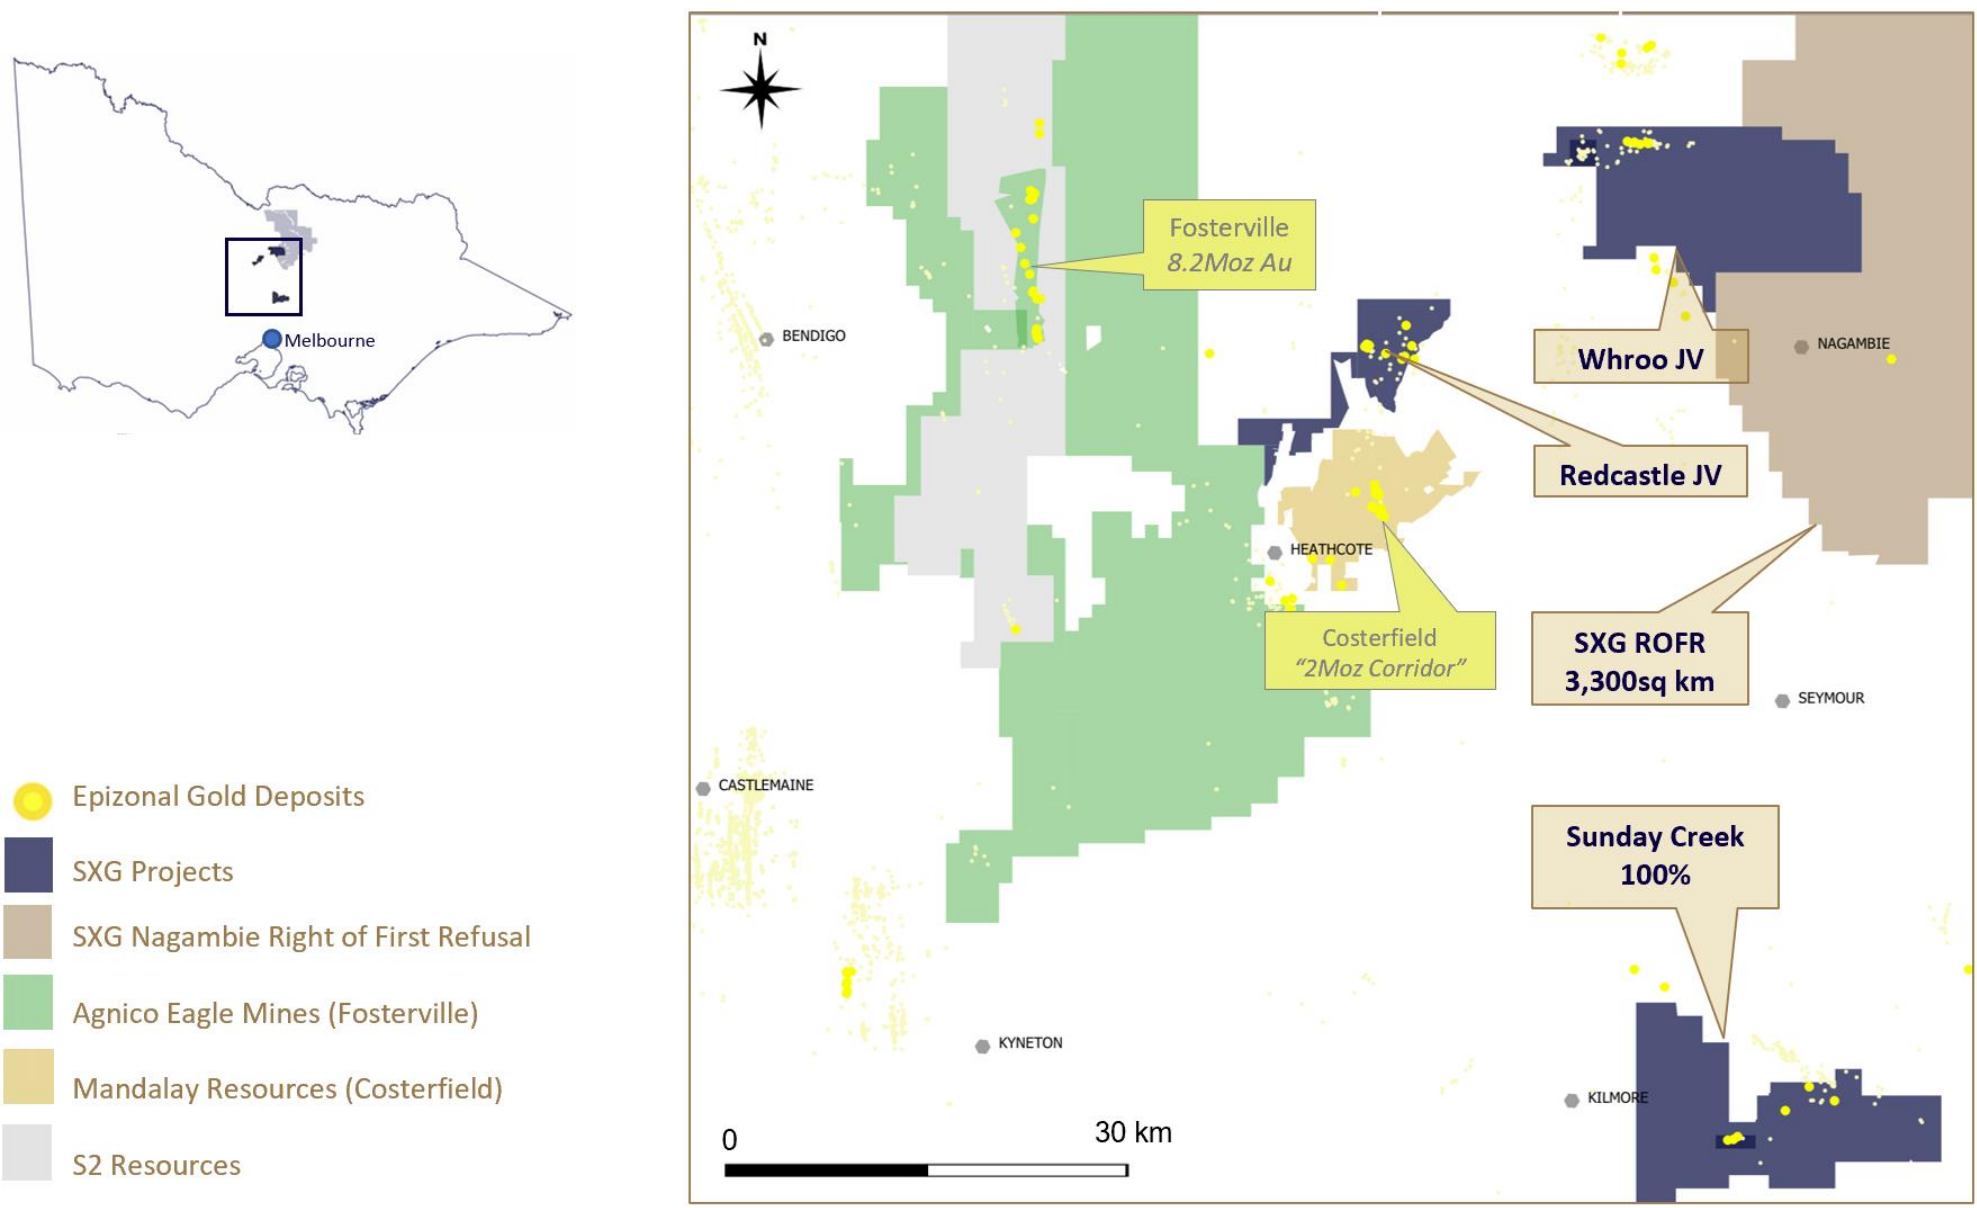 Melbourne
Epizonal Gold Deposits
SXG Projects
SXG Nagambie Right of First Refusal
Agnico Eagle Mines (Fosterville)
Mandalay Resources (Costerfield)
S2 Resources
N
Fosterville
8.2Moz Au
BENDIGO
NAGAMBIE
Whroo JV
Redcastle JV
HEATHCOTE
Costerfield
“2Moz Corridor”
SXG ROFR
3,300sq km
SEYMOUR
CASTLEMAINE
Sunday Creek
100%
KYNETON
KILMORE
0
30 km